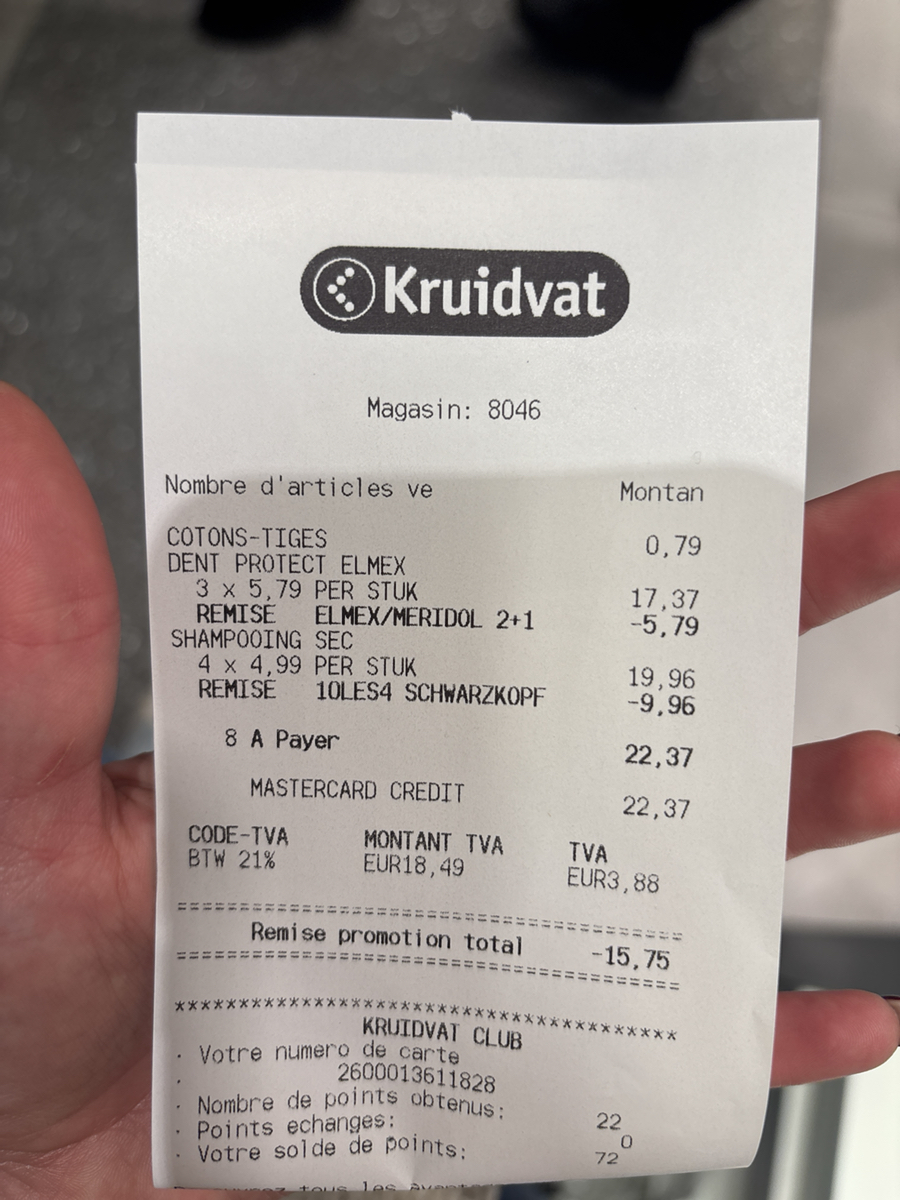 Kruidvat
Magasin: 8046
Nombre d'articles ve Montan
COTONS-TIGES 0,79
DENT PROTECT ELMEX
3 x 5,79 PER STUK 17,37
REMISE ELMEX/MERIDOL 2+1 -5,79
SHAMPOOING SEC
4 x 4,99 PER STUK 19,96
REMISE 10LES4 SCHWARZKOPF -9,96
8 A Payer 22,37
MASTERCARD CREDIT 22,37
CODE-TVA MONTANT TVA TVA
BTW 21% EUR18,49 EUR3,88
========================================
Remise promotion total -15,75
========================================
****************************************
KRUIDVAT CLUB
. Votre numero de carte
. 2600013611828
. Nombre de points obtenus: 22
. Points echanges: 0
. Votre solde de points: 72
tous les